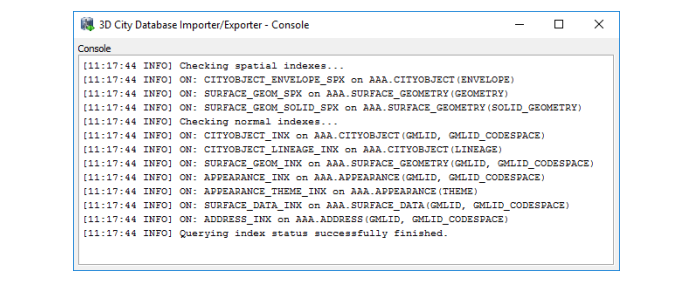 3D City Database Importer/Exporter - Console
Console
[11:17:44 INFO] Checking spatial indexes...
[11:17:44 INFO] ON: CITYOBJECT_ENVELOPE_SPX on AAA.CITYOBJECT(ENVELOPE)
[11:17:44 INFO] ON: SURFACE_GEOM_SPX on AAA.SURFACE_GEOMETRY(GEOMETRY)
[11:17:44 INFO] ON: SURFACE_GEOM_SOLID_SPX on AAA.SURFACE_GEOMETRY(SOLID_GEOMETRY)
[11:17:44 INFO] Checking normal indexes...
[11:17:44 INFO] ON: CITYOBJECT_INX on AAA.CITYOBJECT(GMLID, GMLID_CODESPACE)
[11:17:44 INFO] ON: CITYOBJECT_LINEAGE_INX on AAA.CITYOBJECT(LINEAGE)
[11:17:44 INFO] ON: SURFACE_GEOM_INX on AAA.SURFACE_GEOMETRY(GMLID, GMLID_CODESPACE)
[11:17:44 INFO] ON: APPEARANCE_INX on AAA.APPEARANCE(GMLID, GMLID_CODESPACE)
[11:17:44 INFO] ON: APPEARANCE_THEME_INX on AAA.APPEARANCE(THEME)
[11:17:44 INFO] ON: SURFACE_DATA_INX on AAA.SURFACE_DATA(GMLID, GMLID_CODESPACE)
[11:17:44 INFO] ON: ADDRESS_INX on AAA.ADDRESS(GMLID, GMLID_CODESPACE)
[11:17:44 INFO] Querying index status successfully finished.